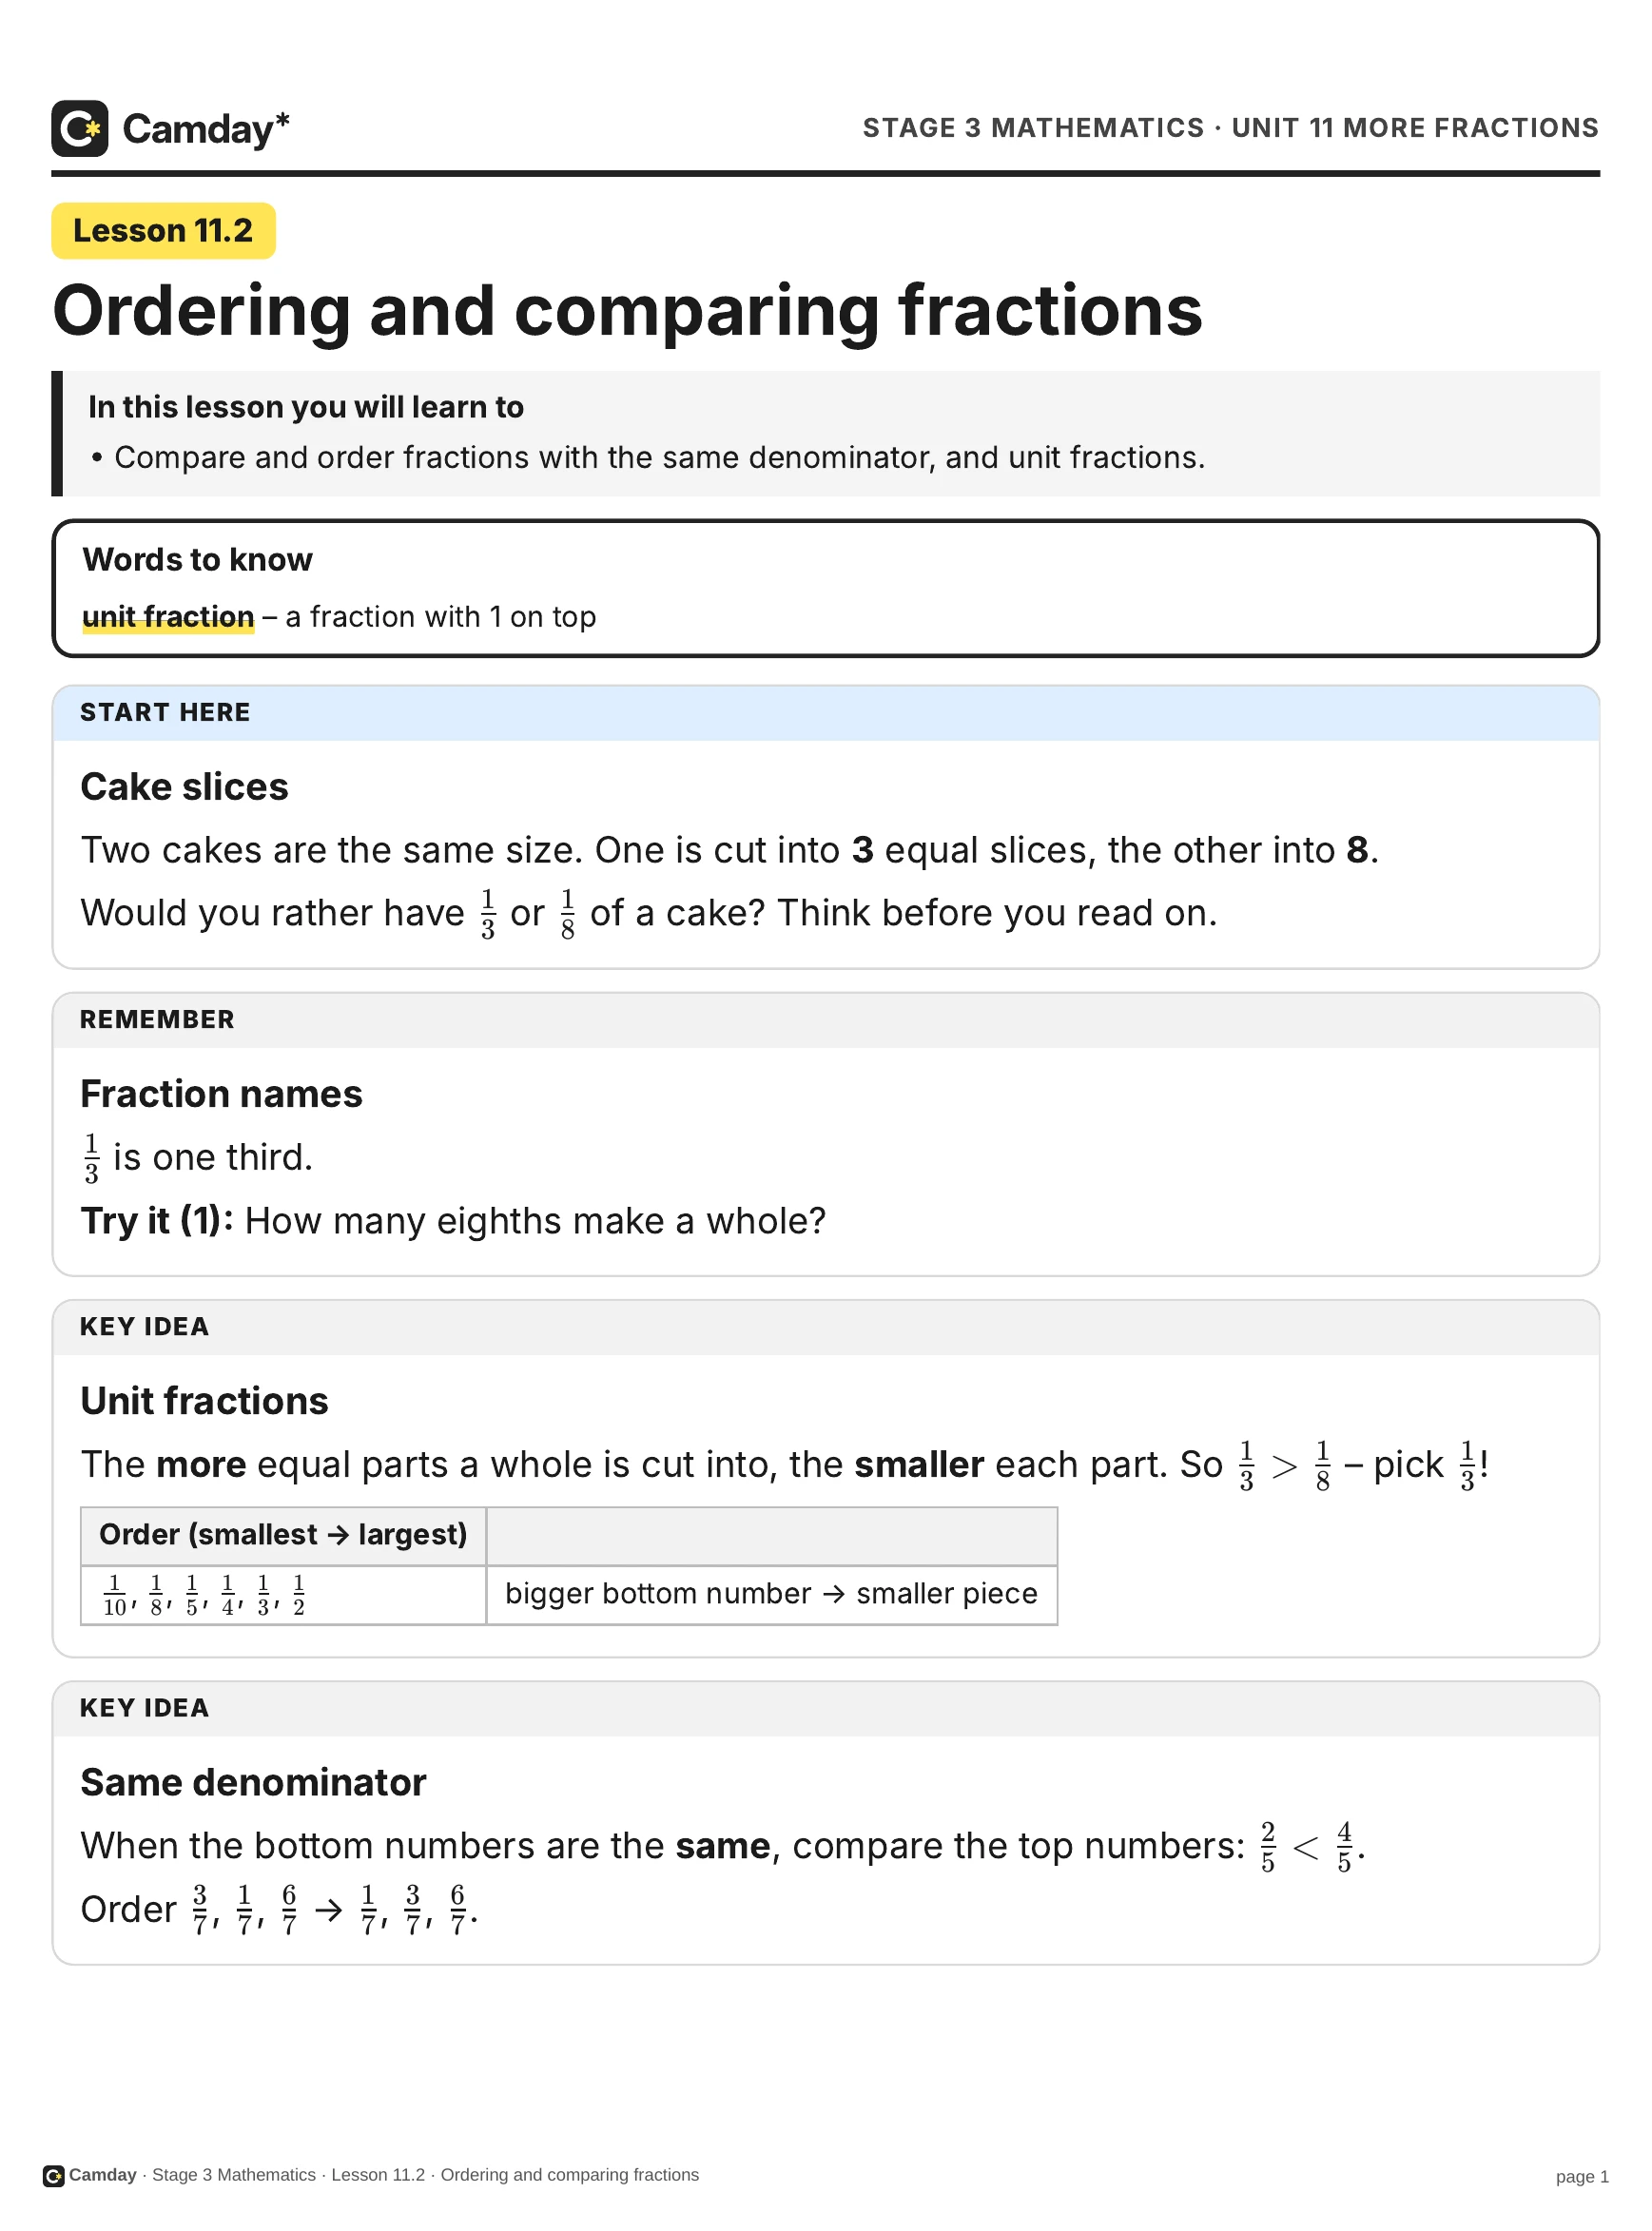 Camday*
STAGE 3 MATHEMATICS · UNIT 11 MORE FRACTIONS
Lesson 11.2
Ordering and comparing fractions
In this lesson you will learn to
• Compare and order fractions with the same denominator, and unit fractions.
Words to know
unit fraction – a fraction with 1 on top
START HERE
Cake slices
Two cakes are the same size. One is cut into 3 equal slices, the other into 8.
Would you rather have 1/3 or 1/8 of a cake? Think before you read on.
REMEMBER
Fraction names
1/3 is one third.
Try it (1): How many eighths make a whole?
KEY IDEA
Unit fractions
The more equal parts a whole is cut into, the smaller each part. So 1/3 > 1/8 – pick 1/3!
Order (smallest → largest)
1/10, 1/8, 1/5, 1/4, 1/3, 1/2
bigger bottom number → smaller piece
KEY IDEA
Same denominator
When the bottom numbers are the same, compare the top numbers: 2/5 < 4/5.
Order 3/7, 1/7, 6/7 → 1/7, 3/7, 6/7.
Camday · Stage 3 Mathematics · Lesson 11.2 · Ordering and comparing fractions
page 1